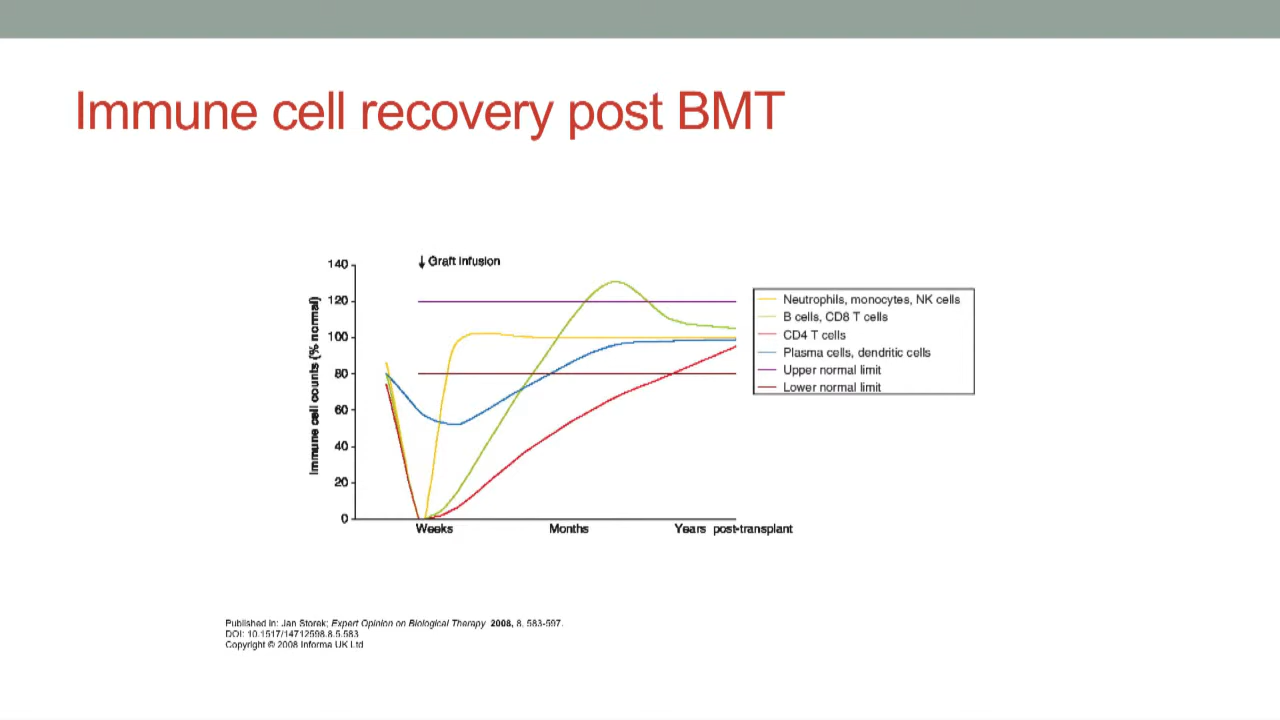 Immune cell recovery post BMT
Graft infusion
140
120
100
80
60
40
20
0
Immune cell counts (% normal)
Weeks
Months
Years post-transplant
Neutrophils, monocytes, NK cells
B cells, CD8 T cells
CD4 T cells
Plasma cells, dendritic cells
Upper normal limit
Lower normal limit
Published in: Jan Storek; Expert Opinion on Biological Therapy 2008, 8, 583-597.
DOI: 10.1517/14712598.8.5.583
Copyright © 2008 Informa UK Ltd